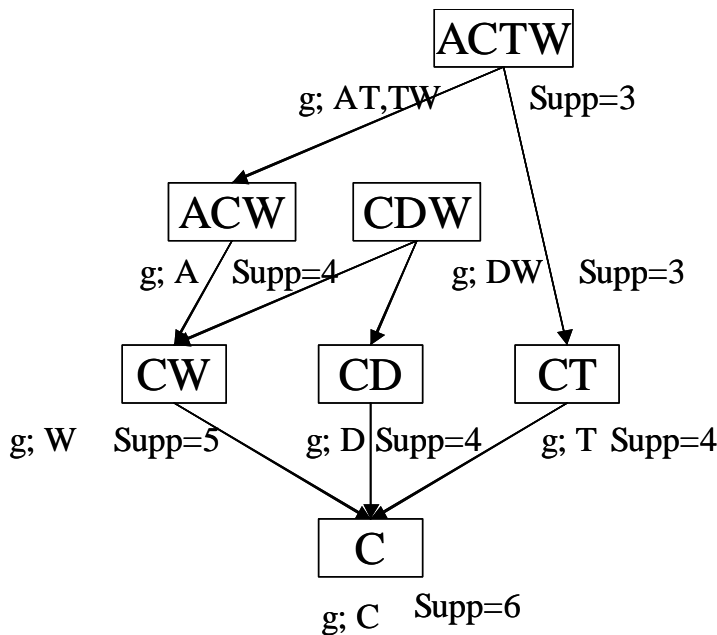 ACTW
g; AT,TW Supp=3
ACW CDW
g; A Supp=4 g; DW Supp=3
CW CD CT
g; W Supp=5 g; D Supp=4 g; T Supp=4
C
g; C Supp=6